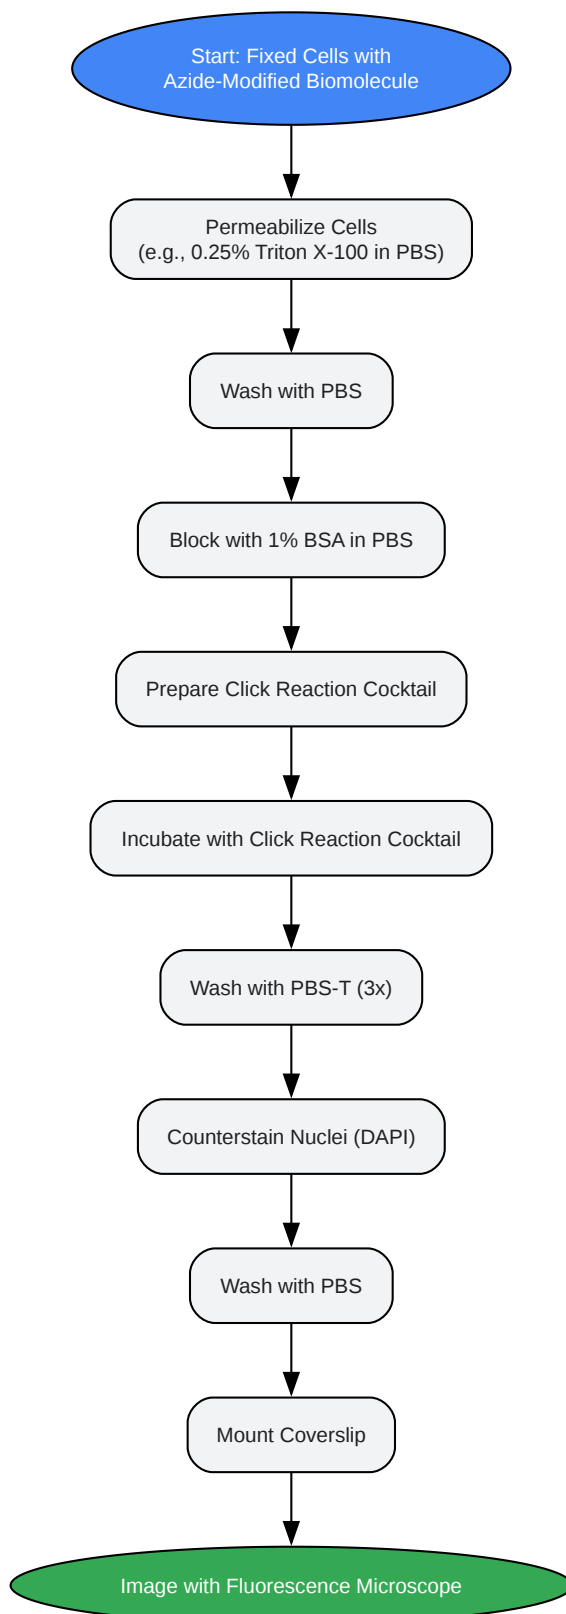 Start: Fixed Cells with
Azide-Modified Biomolecule
Permeabilize Cells
(e.g., 0.25% Triton X-100 in PBS)
Wash with PBS
Block with 1% BSA in PBS
Prepare Click Reaction Cocktail
Incubate with Click Reaction Cocktail
Wash with PBS-T (3x)
Counterstain Nuclei (DAPI)
Wash with PBS
Mount Coverslip
Image with Fluorescence Microscope